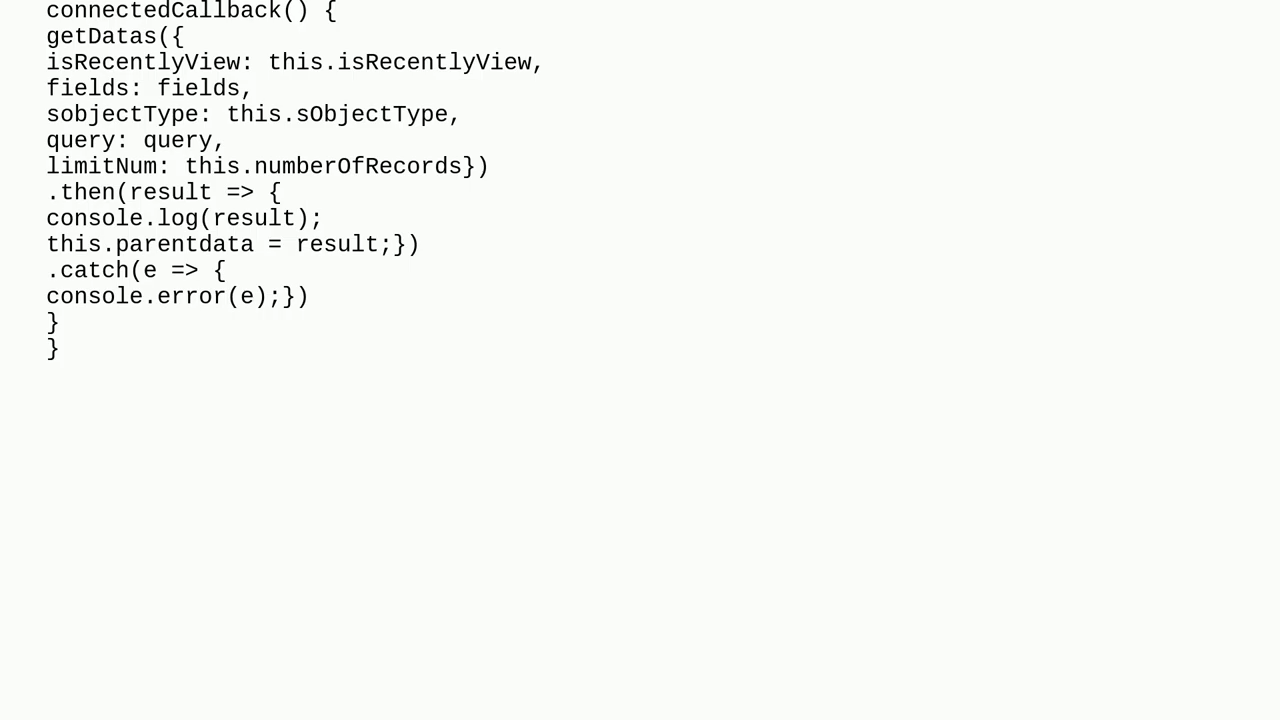 connectedCallback() {
getDatas({
isRecentlyView: this.isRecentlyView,
fields: fields,
sobjectType: this.sObjectType,
query: query,
limitNum: this.numberOfRecords})
.then(result => {
console.log(result);
this.parentdata = result;})
.catch(e => {
console.error(e);})
}
}